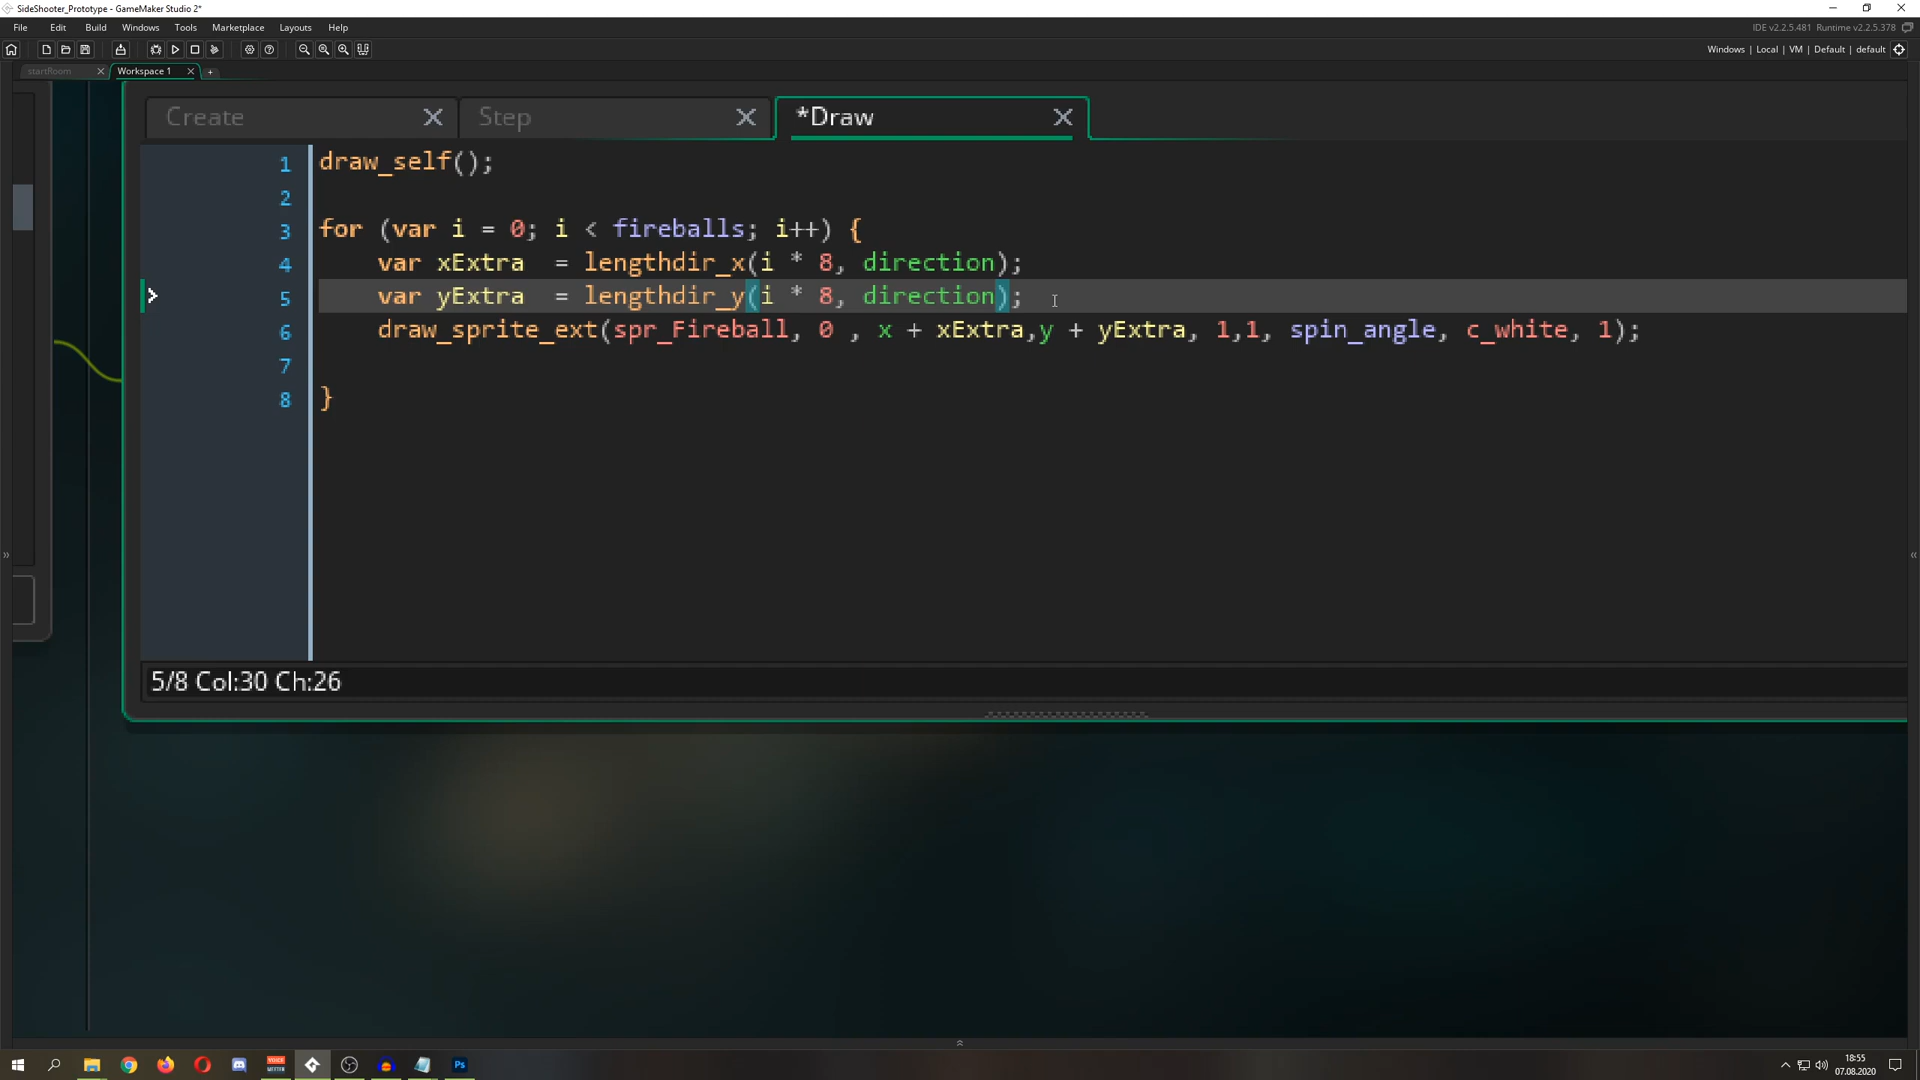 SideShooter_Prototype - GameMaker Studio 2*
File Edit Build Windows Tools Marketplace Layouts Help
IDE v2.2.5.481 Runtime v2.2.5.378
Windows | Local | VM | Default | default
startRoom Workspace 1
Create Step *Draw
1 draw_self();
2
3 for (var i = 0; i < fireballs; i++) {
4 var xExtra = lengthdir_x(i * 8, direction);
5 var yExtra = lengthdir_y(i * 8, direction);
6 draw_sprite_ext(spr_Fireball, 0 , x + xExtra,y + yExtra, 1,1, spin_angle, c_white, 1);
7
8 }
5/8 Col:30 Ch:26
Ps
18:55
07.08.2020